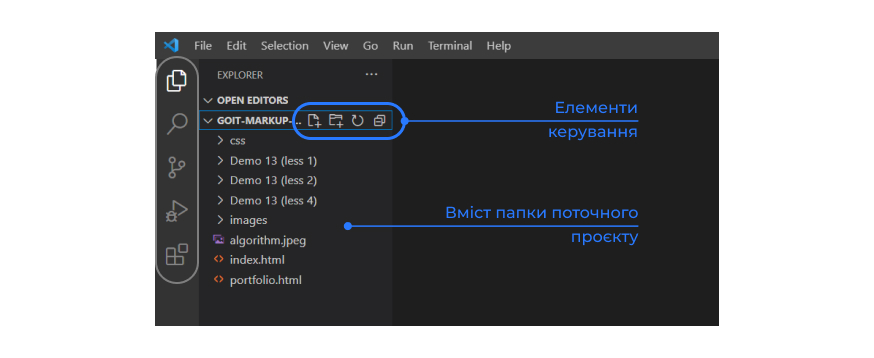 File Edit Selection View Go Run Terminal Help
EXPLORER ...
OPEN EDITORS
GOIT-MARKUP-...
css
Demo 13 (less 1)
Demo 13 (less 2)
Demo 13 (less 4)
images
algorithm.jpeg
index.html
portfolio.html
Елементи
керування
Вміст папки поточного
проєкту